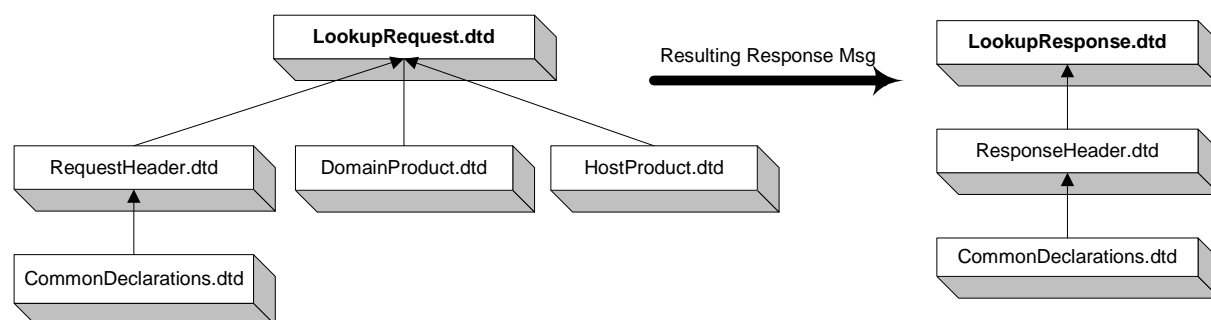 LookupRequest.dtd
Resulting Response Msg
LookupResponse.dtd
RequestHeader.dtd
DomainProduct.dtd
HostProduct.dtd
ResponseHeader.dtd
CommonDeclarations.dtd
CommonDeclarations.dtd